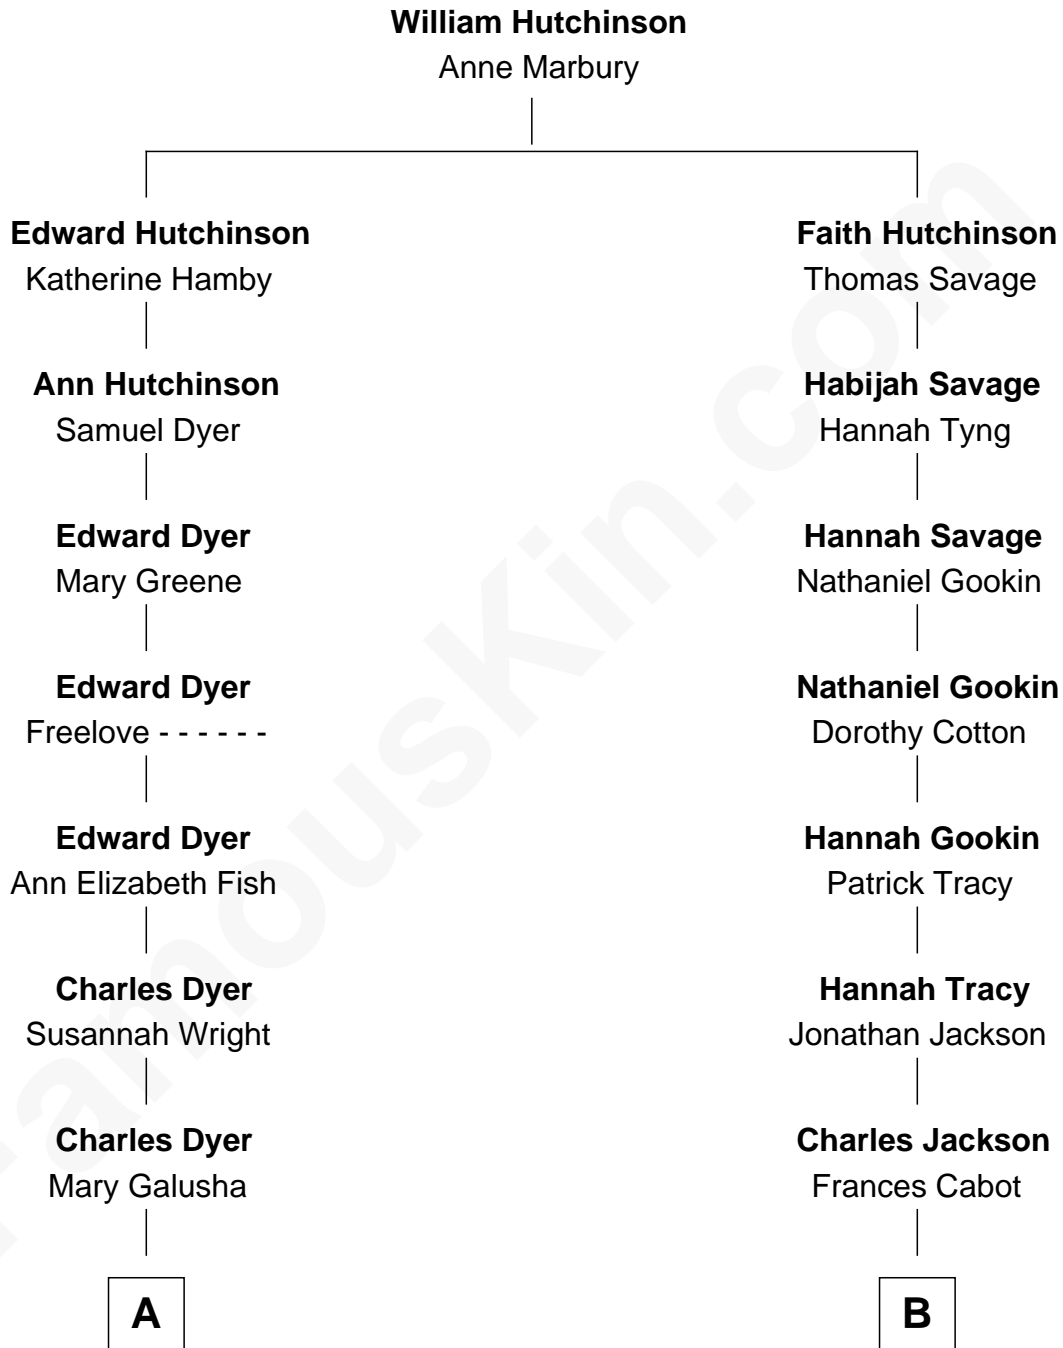 William Hutchinson
Anne Marbury
Edward Hutchinson
Katherine Hamby
Ann Hutchinson
Samuel Dyer
Edward Dyer
Mary Greene
Edward Dyer
Freelove - - - - - -
Edward Dyer
Ann Elizabeth Fish
Charles Dyer
Susannah Wright
Charles Dyer
Mary Galusha
A
Faith Hutchinson
Thomas Savage
Habijah Savage
Hannah Tyng
Hannah Savage
Nathaniel Gookin
Nathaniel Gookin
Dorothy Cotton
Hannah Gookin
Patrick Tracy
Hannah Tracy
Jonathan Jackson
Charles Jackson
Frances Cabot
B
FamousKin.com